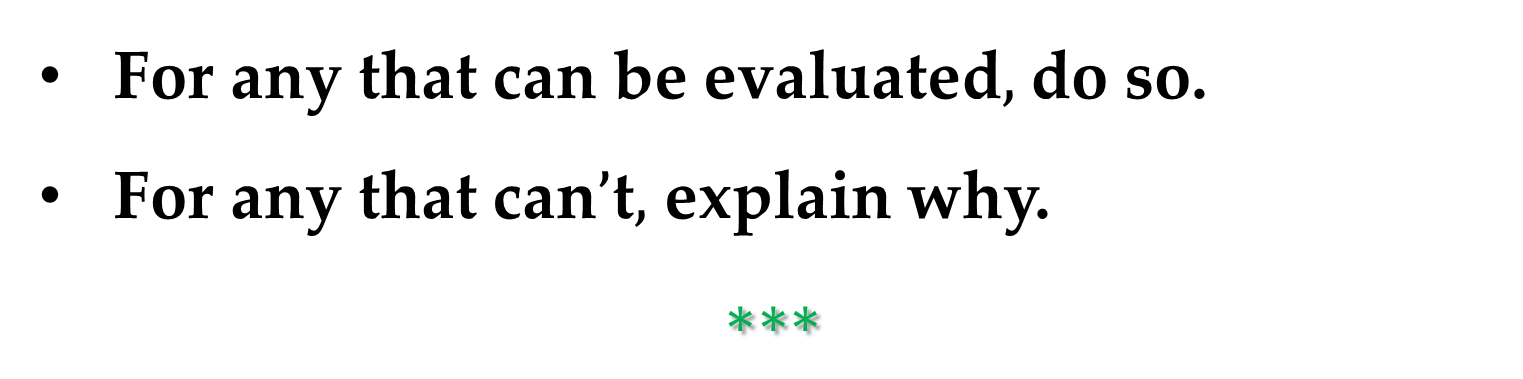 • For any that can be evaluated, do so.
• For any that can’t, explain why.
***